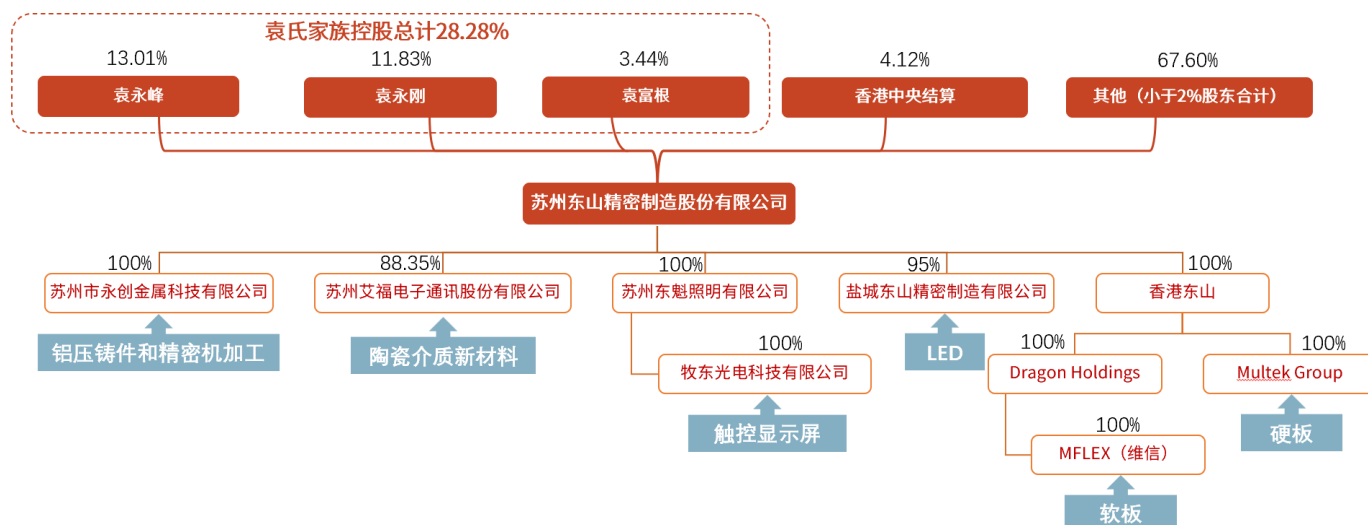 袁氏家族控股总计28.28%
13.01%
11.83%
3.44%
4.12%
67.60%
袁永峰
袁永刚
袁富根
香港中央结算
其他（小于2%股东合计）
苏州东山精密制造股份有限公司
100%
88.35%
100%
95%
100%
苏州市永创金属科技有限公司
苏州艾福电子通讯股份有限公司
苏州东魁照明有限公司
盐城东山精密制造有限公司
香港东山
铝压铸件和精密机加工
陶瓷介质新材料
LED
100%
100%
100%
牧东光电科技有限公司
Dragon Holdings
Multek Group
触控显示屏
硬板
100%
MFLEX（维信）
软板